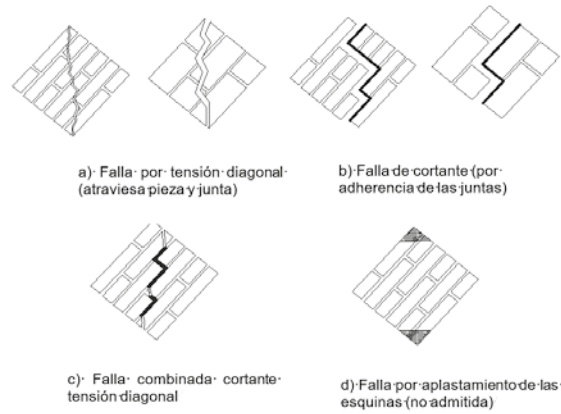 a)· Falla· por· tensión· diagonal·
(atraviesa·pieza·y·junta)
b)·Falla·de·cortante·(por·
adherencia·de·las·juntas)
c)· Falla· combinada· cortante·
tensión·diagonal
d)·Falla·por·aplastamiento·de·las·
esquinas·(no·admitida)